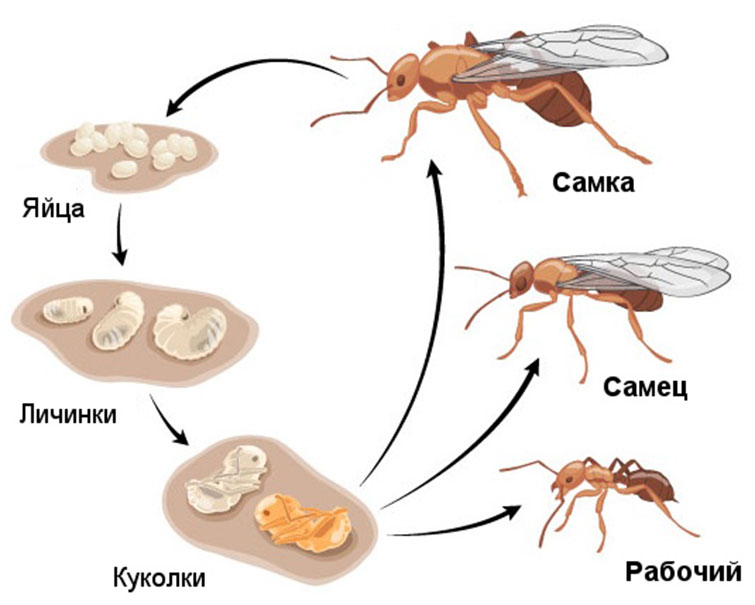 Самка
Яйца
Самец
Личинки
Рабочий
Куколки